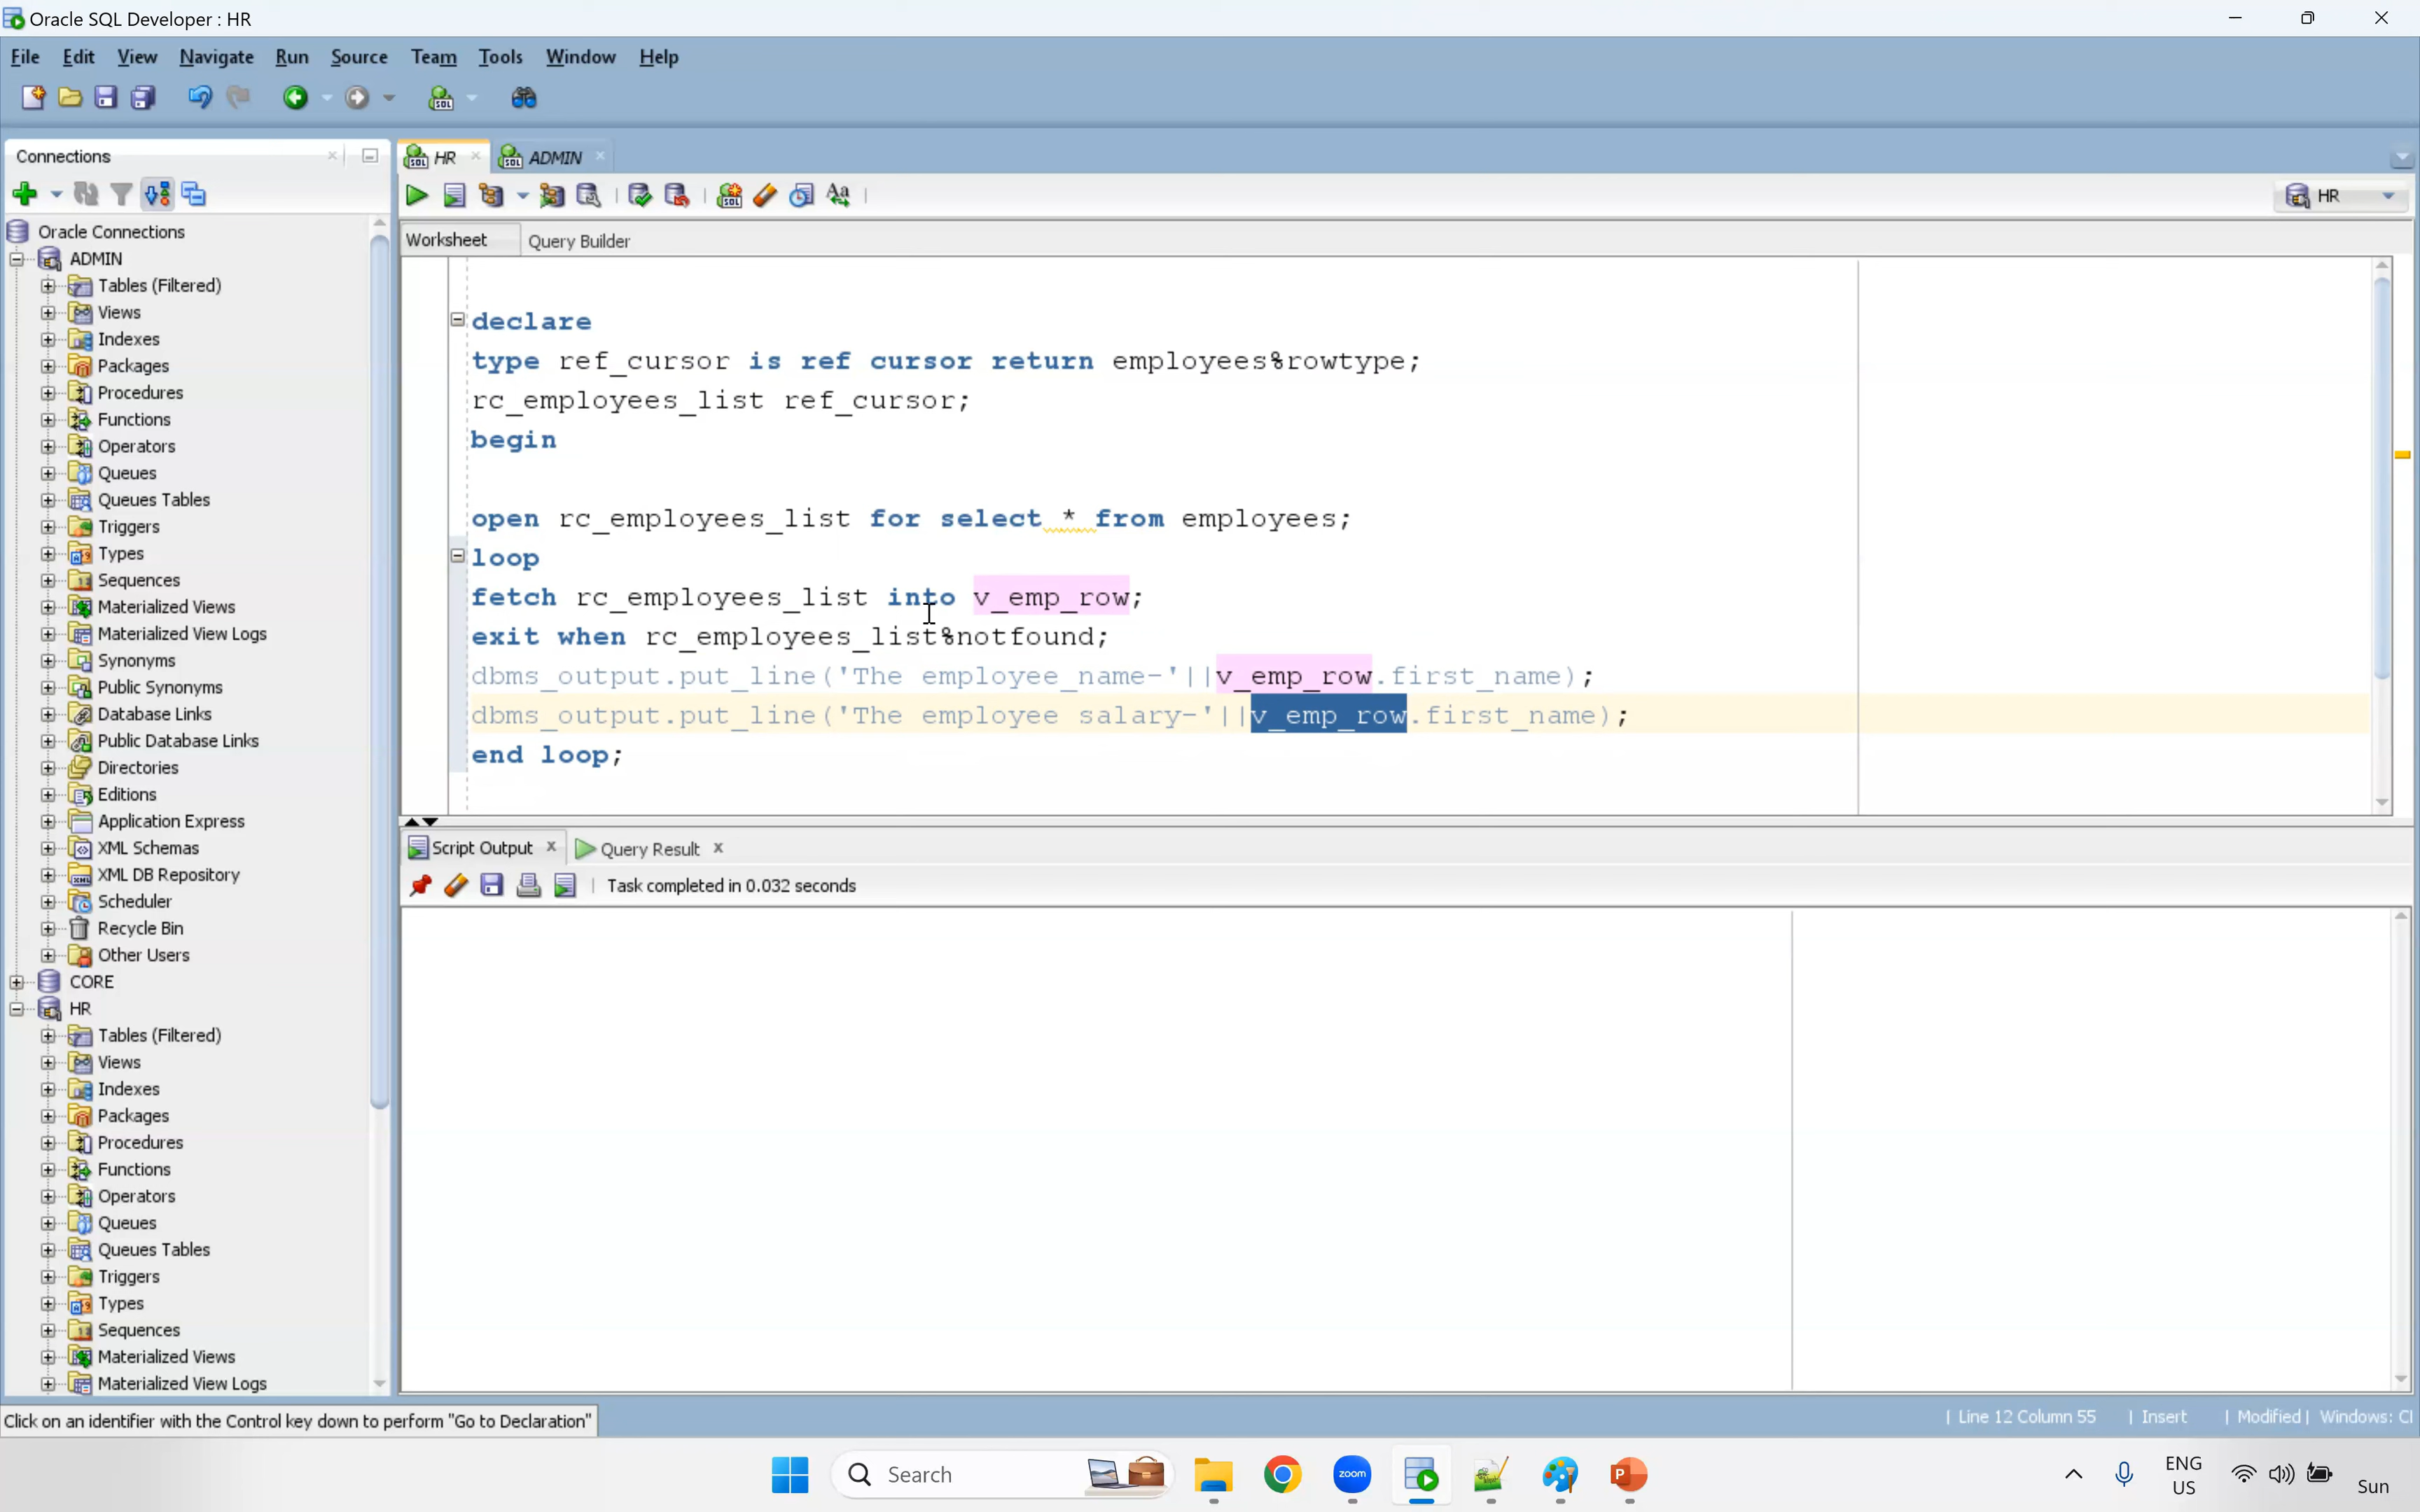 Oracle SQL Developer : HR
File Edit View Navigate Run Source Team Tools Window Help
Connections
Oracle Connections
ADMIN
Tables (Filtered)
Views
Indexes
Packages
Procedures
Functions
Operators
Queues
Queues Tables
Triggers
Types
Sequences
Materialized Views
Materialized View Logs
Synonyms
Public Synonyms
Database Links
Public Database Links
Directories
Editions
Application Express
XML Schemas
XML DB Repository
Scheduler
Recycle Bin
Other Users
CORE
HR
Tables (Filtered)
Views
Indexes
Packages
Procedures
Functions
Operators
Queues
Queues Tables
Triggers
Types
Sequences
Materialized Views
Materialized View Logs
HR ADMIN
HR
Worksheet Query Builder
declare
type ref_cursor is ref cursor return employees%rowtype;
rc_employees_list ref_cursor;
begin
open rc_employees_list for select * from employees;
loop
fetch rc_employees_list into v_emp_row;
exit when rc_employees_list%notfound;
dbms_output.put_line('The employee_name-'||v_emp_row.first_name);
dbms_output.put_line('The employee salary-'||v_emp_row.first_name);
end loop;
Script Output Query Result
Task completed in 0.032 seconds
Click on an identifier with the Control key down to perform "Go to Declaration"
Line 12 Column 55 | Insert | Modified | Windows: Cl
Search
zoom
ENG
US
Sun